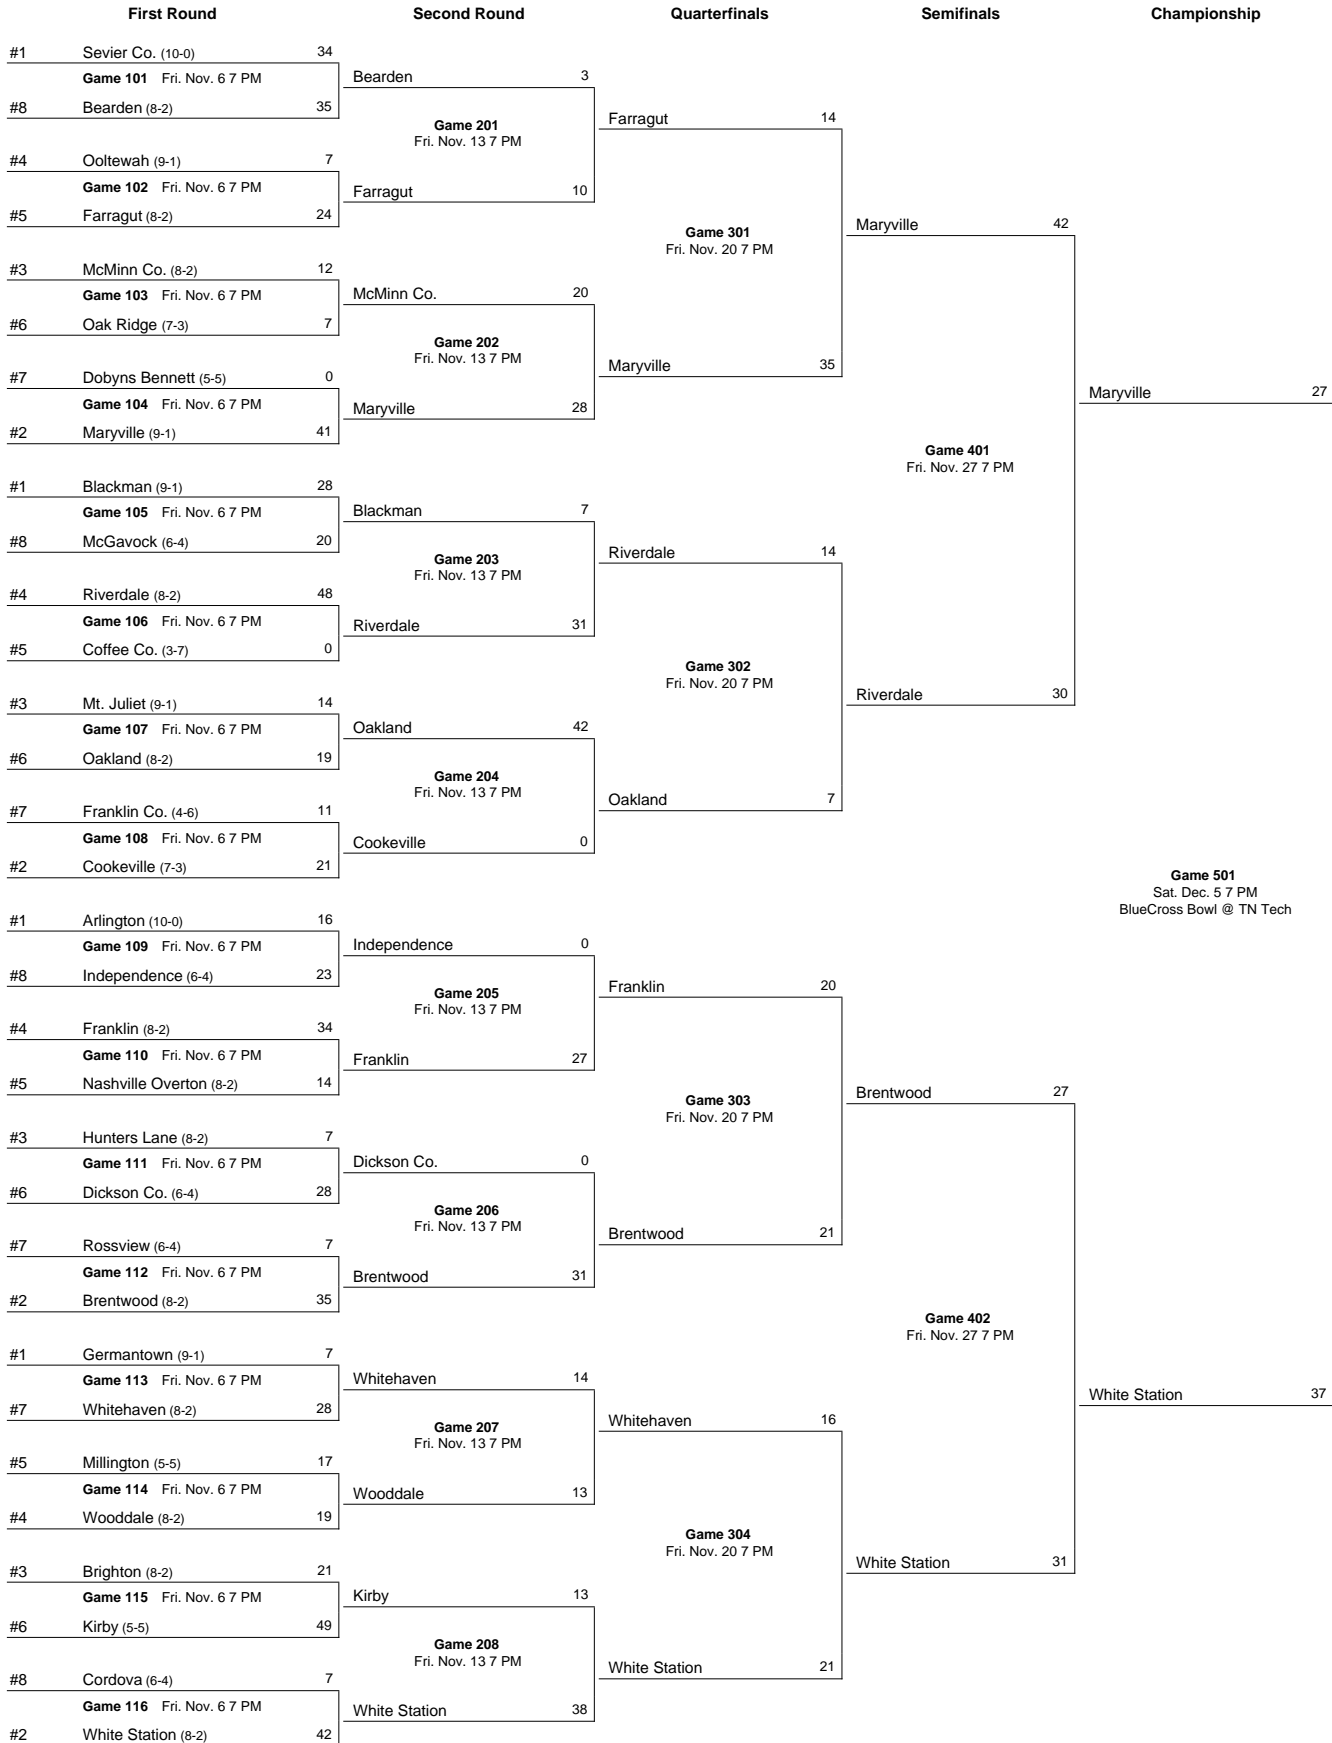 First Round
Second Round
Quarterfinals
Semifinals
Championship
#1 Sevier Co. (10-0) 34
Game 101 Fri. Nov. 6 7 PM
#8 Bearden (8-2) 35
#4 Ooltewah (9-1) 7
Game 102 Fri. Nov. 6 7 PM
#5 Farragut (8-2) 24
#3 McMinn Co. (8-2) 12
Game 103 Fri. Nov. 6 7 PM
#6 Oak Ridge (7-3) 7
#7 Dobyns Bennett (5-5) 0
Game 104 Fri. Nov. 6 7 PM
#2 Maryville (9-1) 41
#1 Blackman (9-1) 28
Game 105 Fri. Nov. 6 7 PM
#8 McGavock (6-4) 20
#4 Riverdale (8-2) 48
Game 106 Fri. Nov. 6 7 PM
#5 Coffee Co. (3-7) 0
#3 Mt. Juliet (9-1) 14
Game 107 Fri. Nov. 6 7 PM
#6 Oakland (8-2) 19
#7 Franklin Co. (4-6) 11
Game 108 Fri. Nov. 6 7 PM
#2 Cookeville (7-3) 21
#1 Arlington (10-0) 16
Game 109 Fri. Nov. 6 7 PM
#8 Independence (6-4) 23
#4 Franklin (8-2) 34
Game 110 Fri. Nov. 6 7 PM
#5 Nashville Overton (8-2) 14
#3 Hunters Lane (8-2) 7
Game 111 Fri. Nov. 6 7 PM
#6 Dickson Co. (6-4) 28
#7 Rossview (6-4) 7
Game 112 Fri. Nov. 6 7 PM
#2 Brentwood (8-2) 35
#1 Germantown (9-1) 7
Game 113 Fri. Nov. 6 7 PM
#7 Whitehaven (8-2) 28
#5 Millington (5-5) 17
Game 114 Fri. Nov. 6 7 PM
#4 Wooddale (8-2) 19
#3 Brighton (8-2) 21
Game 115 Fri. Nov. 6 7 PM
#6 Kirby (5-5) 49
#8 Cordova (6-4) 7
Game 116 Fri. Nov. 6 7 PM
#2 White Station (8-2) 42
Bearden 3
Game 201
Fri. Nov. 13 7 PM
Farragut 10
McMinn Co. 20
Game 202
Fri. Nov. 13 7 PM
Maryville 28
Blackman 7
Game 203
Fri. Nov. 13 7 PM
Riverdale 31
Oakland 42
Game 204
Fri. Nov. 13 7 PM
Cookeville 0
Independence 0
Game 205
Fri. Nov. 13 7 PM
Franklin 27
Dickson Co. 0
Game 206
Fri. Nov. 13 7 PM
Brentwood 31
Whitehaven 14
Game 207
Fri. Nov. 13 7 PM
Wooddale 13
Kirby 13
Game 208
Fri. Nov. 13 7 PM
White Station 38
Farragut 14
Game 301
Fri. Nov. 20 7 PM
Maryville 35
Riverdale 14
Game 302
Fri. Nov. 20 7 PM
Oakland 7
Franklin 20
Game 303
Fri. Nov. 20 7 PM
Brentwood 21
Whitehaven 16
Game 304
Fri. Nov. 20 7 PM
White Station 21
Maryville 42
Game 401
Fri. Nov. 27 7 PM
Riverdale 30
Brentwood 27
Game 402
Fri. Nov. 27 7 PM
White Station 31
Maryville 27
Game 501
Sat. Dec. 5 7 PM
BlueCross Bowl @ TN Tech
White Station 37